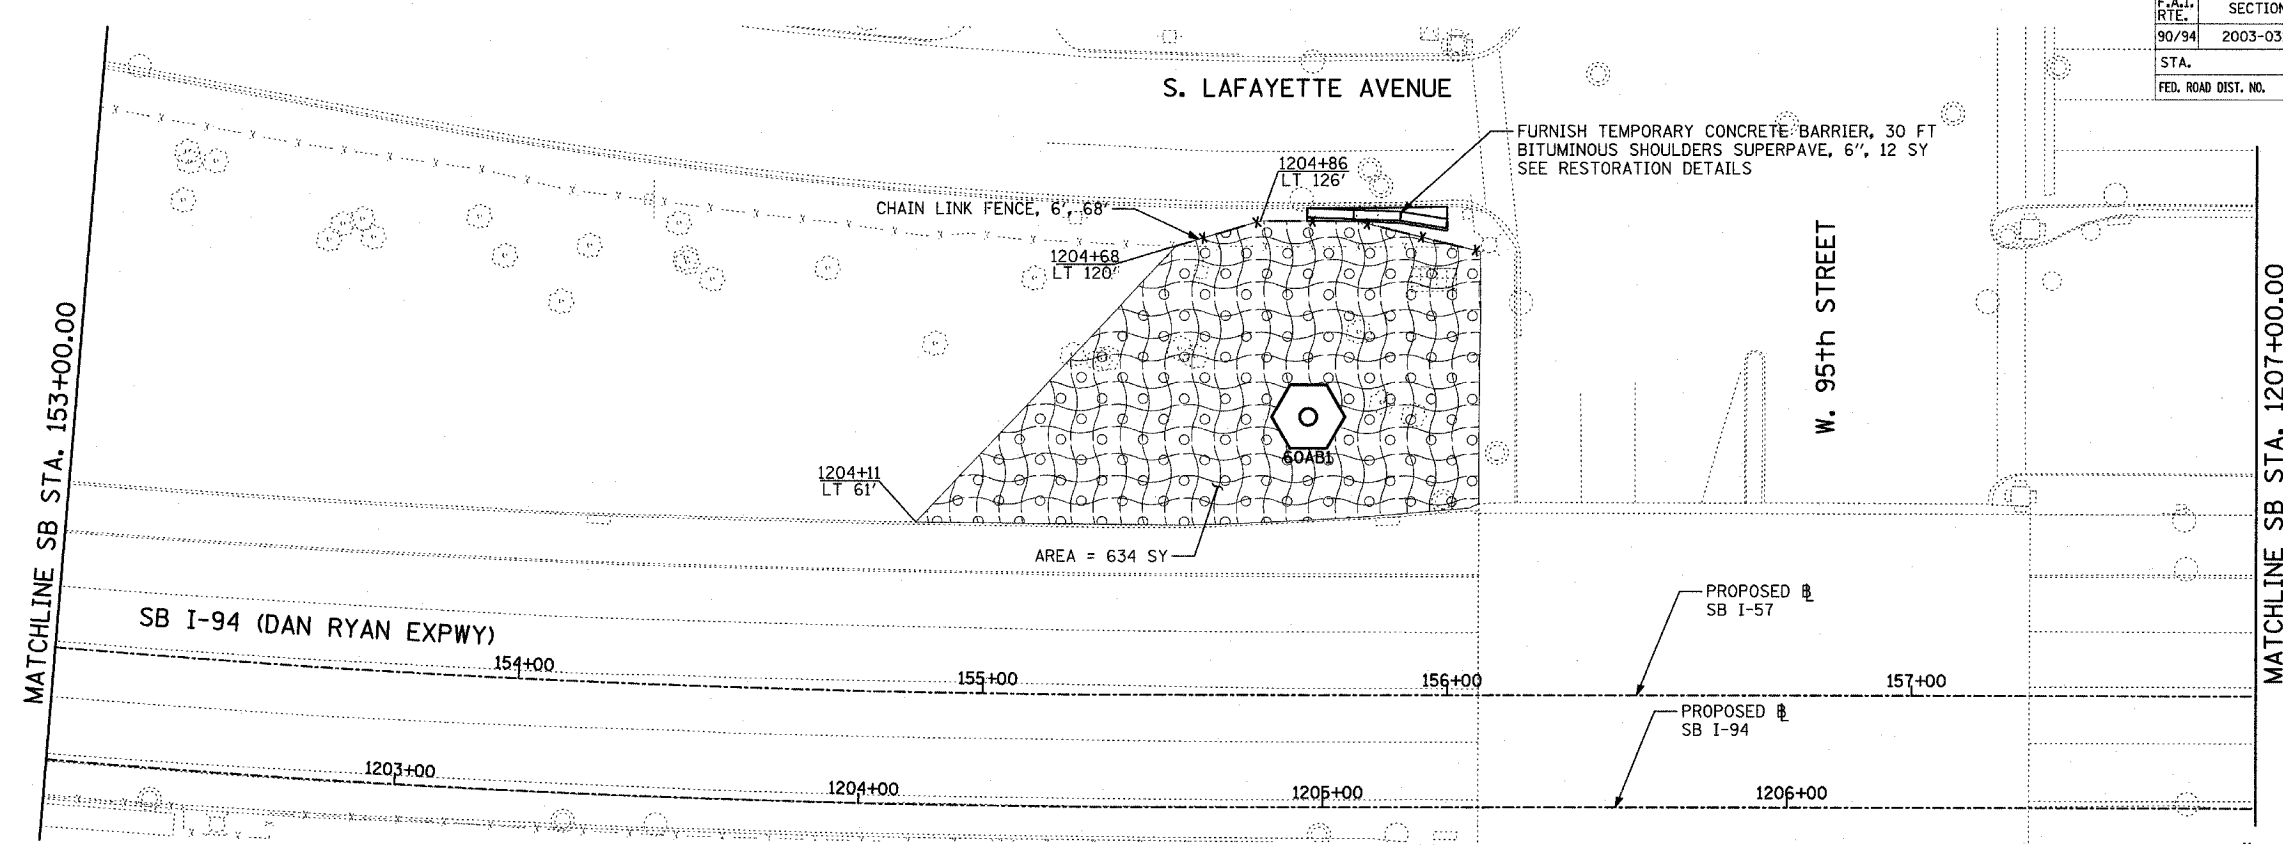 F.A.I. RTE.
SECTION
90/94
2003-03
STA.
FED. ROAD DIST. NO.
S. LAFAYETTE AVENUE
FURNISH TEMPORARY CONCRETE BARRIER, 30 FT
BITUMINOUS SHOULDERS SUPERPAVE, 6", 12 SY
SEE RESTORATION DETAILS
1204+86
LT 126'
CHAIN LINK FENCE, 6', 68'
1204+68
LT 120'
W. 95th STREET
MATCHLINE SB STA. 153+00.00
MATCHLINE SB STA. 1207+00.00
60AB1
1204+11
LT 61'
AREA = 634 SY
PROPOSED BL
SB I-57
SB I-94 (DAN RYAN EXPWY)
154+00
155+00
156+00
157+00
PROPOSED BL
SB I-94
1203+00
1204+00
1205+00
1206+00